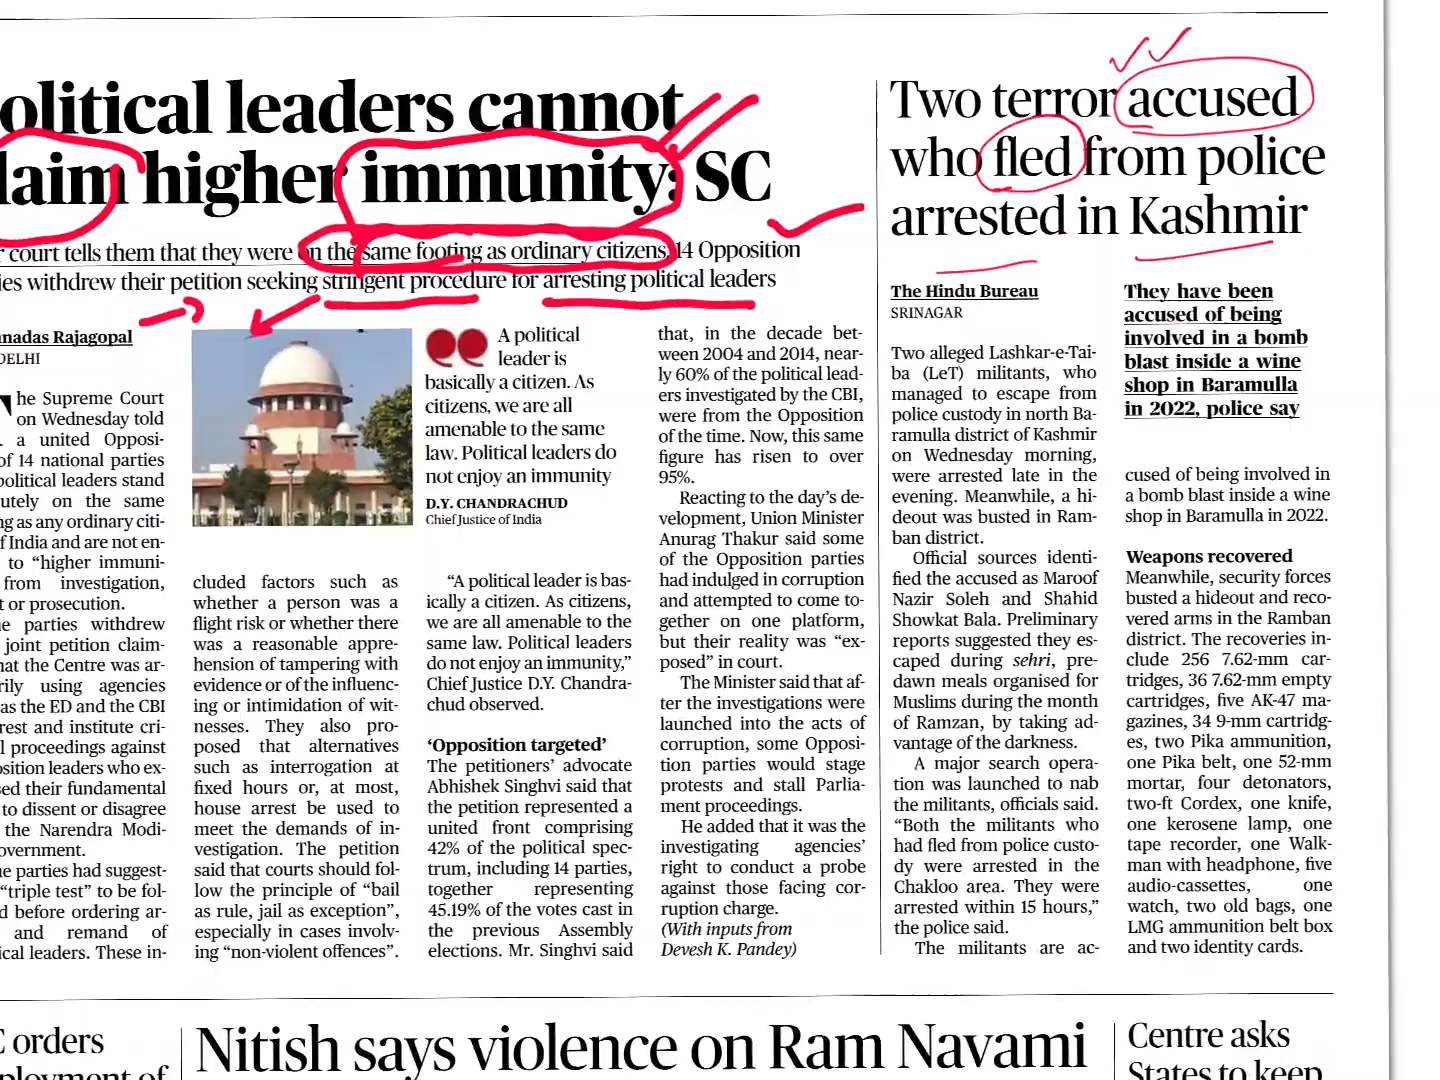 olitical leaders cannot
laim higher immunity: SC
r court tells them that they were on the same footing as ordinary citizens, 14 Opposition
ies withdrew their petition seeking stringent procedure for arresting political leaders
nadas Rajagopal
DELHI
he Supreme Court
on Wednesday told
a united Opposi-
of 14 national parties
political leaders stand
utely on the same
ng as any ordinary citi-
f India and are not en-
to “higher immuni-
from investigation,
t or prosecution.
e parties withdrew
joint petition claim-
hat the Centre was ar-
rily using agencies
as the ED and the CBI
rest and institute cri-
l proceedings against
osition leaders who ex-
sed their fundamental
to dissent or disagree
the Narendra Modi-
overnment.
e parties had suggest-
“triple test” to be fol-
d before ordering ar-
and remand of
ical leaders. These in-
cluded factors such as
whether a person was a
flight risk or whether there
was a reasonable appre-
hension of tampering with
evidence or of the influenc-
ing or intimidation of wit-
nesses. They also pro-
posed that alternatives
such as interrogation at
fixed hours or, at most,
house arrest be used to
meet the demands of in-
vestigation. The petition
said that courts should fol-
low the principle of “bail
as rule, jail as exception”,
especially in cases involv-
ing “non-violent offences”.
A political
leader is
basically a citizen. As
citizens, we are all
amenable to the same
law. Political leaders do
not enjoy an immunity
D.Y. CHANDRACHUD
Chief Justice of India
“A political leader is bas-
ically a citizen. As citizens,
we are all amenable to the
same law. Political leaders
do not enjoy an immunity,”
Chief Justice D.Y. Chandra-
chud observed.
‘Opposition targeted’
The petitioners’ advocate
Abhishek Singhvi said that
the petition represented a
united front comprising
42% of the political spec-
trum, including 14 parties,
together representing
45.19% of the votes cast in
the previous Assembly
elections. Mr. Singhvi said
that, in the decade bet-
ween 2004 and 2014, near-
ly 60% of the political lead-
ers investigated by the CBI,
were from the Opposition
of the time. Now, this same
figure has risen to over
95%.
Reacting to the day’s de-
velopment, Union Minister
Anurag Thakur said some
of the Opposition parties
had indulged in corruption
and attempted to come to-
gether on one platform,
but their reality was “ex-
posed” in court.
The Minister said that af-
ter the investigations were
launched into the acts of
corruption, some Opposi-
tion parties would stage
protests and stall Parlia-
ment proceedings.
He added that it was the
investigating agencies’
right to conduct a probe
against those facing cor-
ruption charge.
(With inputs from
Devesh K. Pandey)
Two terror accused
who fled from police
arrested in Kashmir
The Hindu Bureau
SRINAGAR
Two alleged Lashkar-e-Tai-
ba (LeT) militants, who
managed to escape from
police custody in north Ba-
ramulla district of Kashmir
on Wednesday morning,
were arrested late in the
evening. Meanwhile, a hi-
deout was busted in Ram-
ban district.
Official sources identi-
fied the accused as Maroof
Nazir Soleh and Shahid
Showkat Bala. Preliminary
reports suggested they es-
caped during sehri, pre-
dawn meals organised for
Muslims during the month
of Ramzan, by taking ad-
vantage of the darkness.
A major search opera-
tion was launched to nab
the militants, officials said.
“Both the militants who
had fled from police custo-
dy were arrested in the
Chakloo area. They were
arrested within 15 hours,”
the police said.
The militants are ac-
They have been
accused of being
involved in a bomb
blast inside a wine
shop in Baramulla
in 2022, police say
cused of being involved in
a bomb blast inside a wine
shop in Baramulla in 2022.
Weapons recovered
Meanwhile, security forces
busted a hideout and reco-
vered arms in the Ramban
district. The recoveries in-
clude 256 7.62-mm car-
tridges, 36 7.62-mm empty
cartridges, five AK-47 ma-
gazines, 34 9-mm cartridg-
es, two Pika ammunition,
one Pika belt, one 52-mm
mortar, four detonators,
two-ft Cordex, one knife,
one kerosene lamp, one
tape recorder, one Walk-
man with headphone, five
audio-cassettes, one
watch, two old bags, one
LMG ammunition belt box
and two identity cards.
C orders
ployment of
Nitish says violence on Ram Navami
Centre asks
States to keep